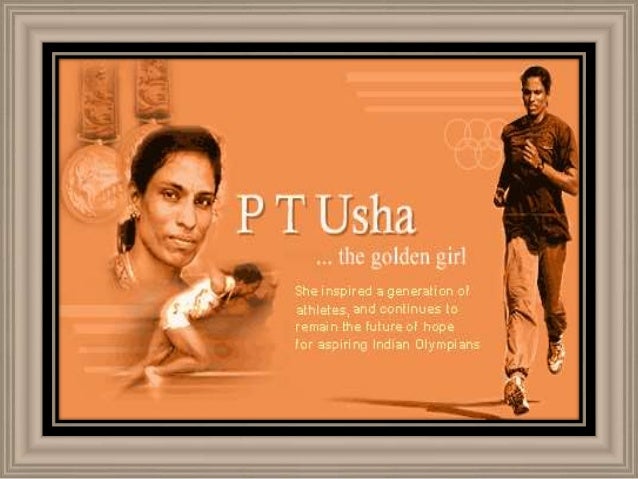 P T Usha
... the golden girl
She inspired a generation of
athletes, and continues to
remain the future of hope
for aspiring Indian Olympians